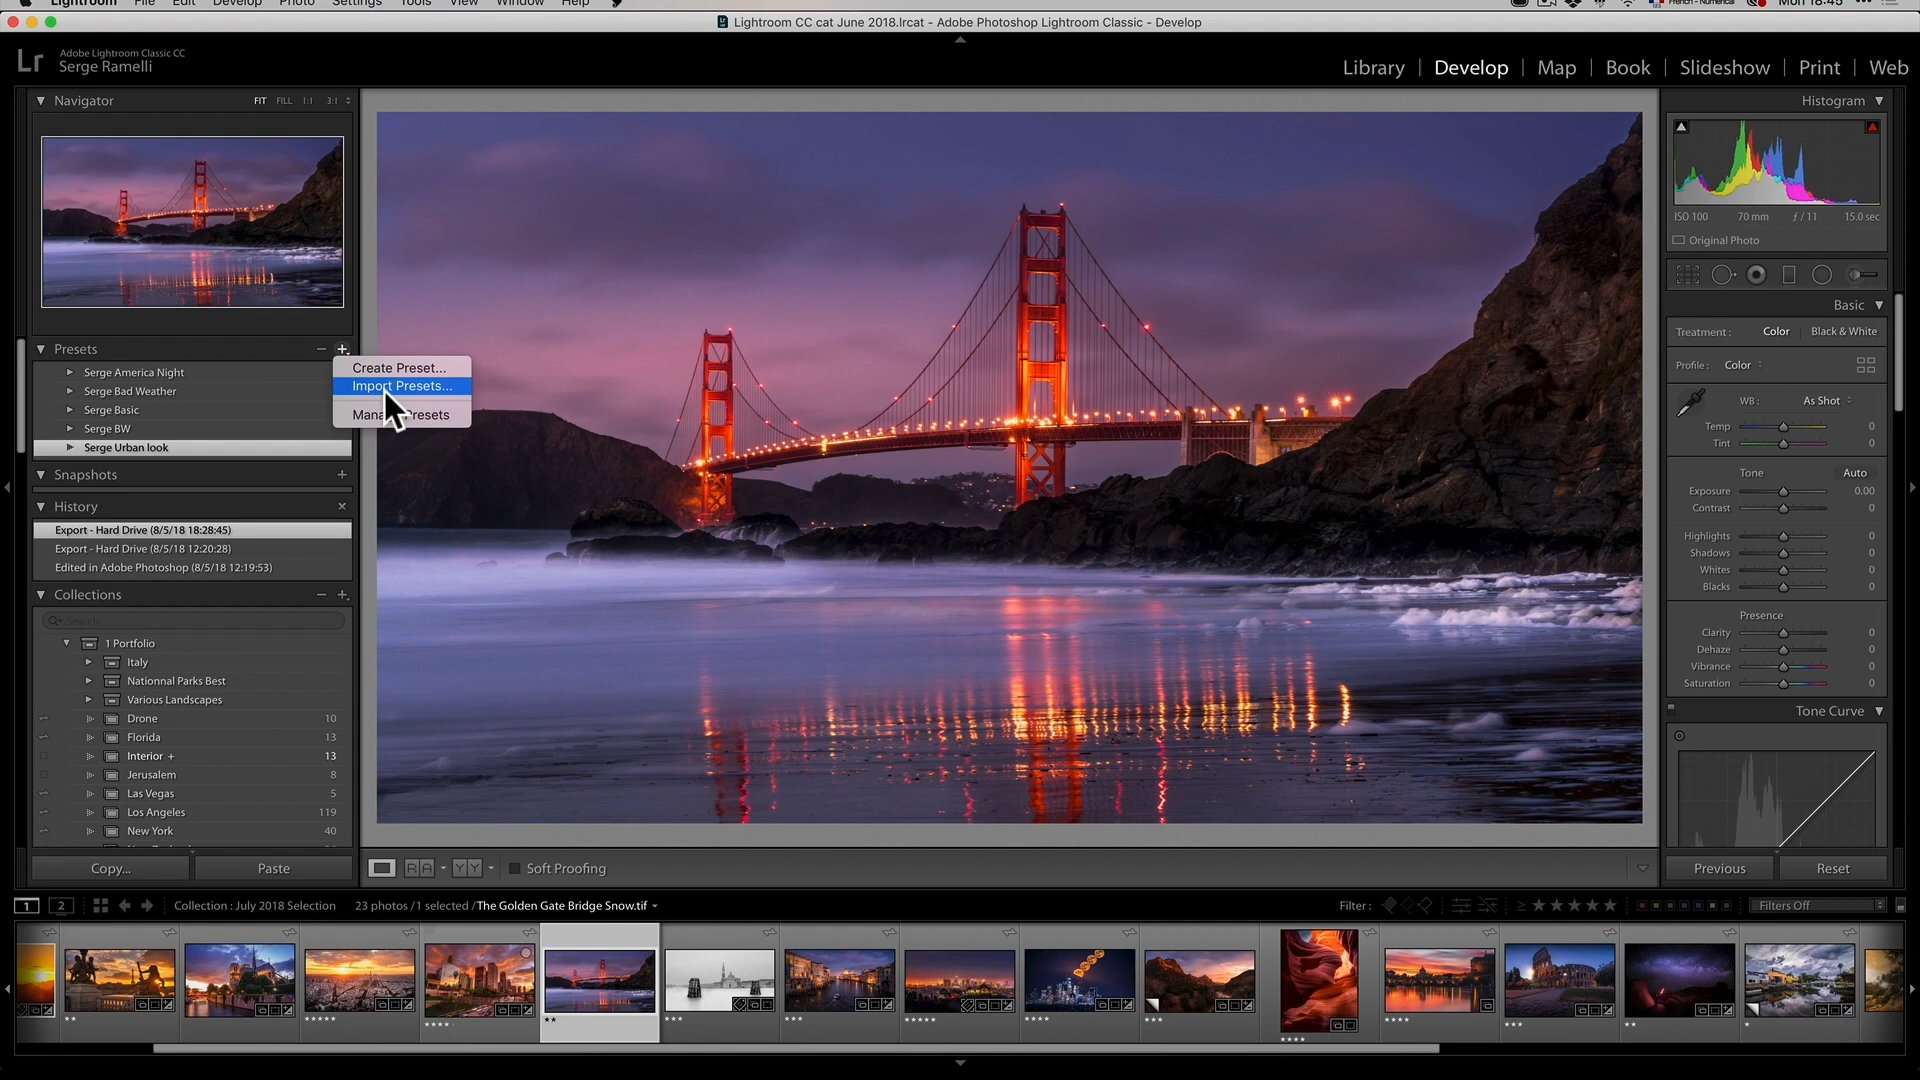 Lightroom File Edit Develop Photo Settings Tools View Window Help French - Numerical Mon 18:45
Lightroom CC cat June 2018.lrcat - Adobe Photoshop Lightroom Classic - Develop
Lr
Adobe Lightroom Classic CC
Serge Ramelli
Library | Develop | Map | Book | Slideshow | Print | Web
Navigator FIT FILL 1:1 3:1
Presets
Serge America Night
Serge Bad Weather
Serge Basic
Serge BW
Serge Urban look
Create Preset...
Import Presets...
Presets
Snapshots
History
Export - Hard Drive (8/5/18 18:28:45)
Export - Hard Drive (8/5/18 12:20:28)
Edited in Adobe Photoshop (8/5/18 12:19:53)
Collections
Search
1 Portfolio
Italy
Nationnal Parks Best
Various Landscapes
Drone 10
Florida 13
Interior + 13
Jerusalem 8
Las Vegas 5
Los Angeles 119
New York 40
Copy... Paste
R A Y Y Soft Proofing
Histogram
ISO 100 70 mm ƒ / 11 15.0 sec
Original Photo
Basic
Treatment : Color | Black & White
Profile : Color
WB : As Shot
Temp 0
Tint 0
Tone Auto
Exposure 0.00
Contrast 0
Highlights 0
Shadows 0
Whites 0
Blacks 0
Presence
Clarity 0
Dehaze 0
Vibrance 0
Saturation 0
Tone Curve
Previous Reset
1 2 Collection : July 2018 Selection 23 photos / 1 selected / The Golden Gate Bridge Snow.tif Filter : ≥ ★★★★★ Filters Off